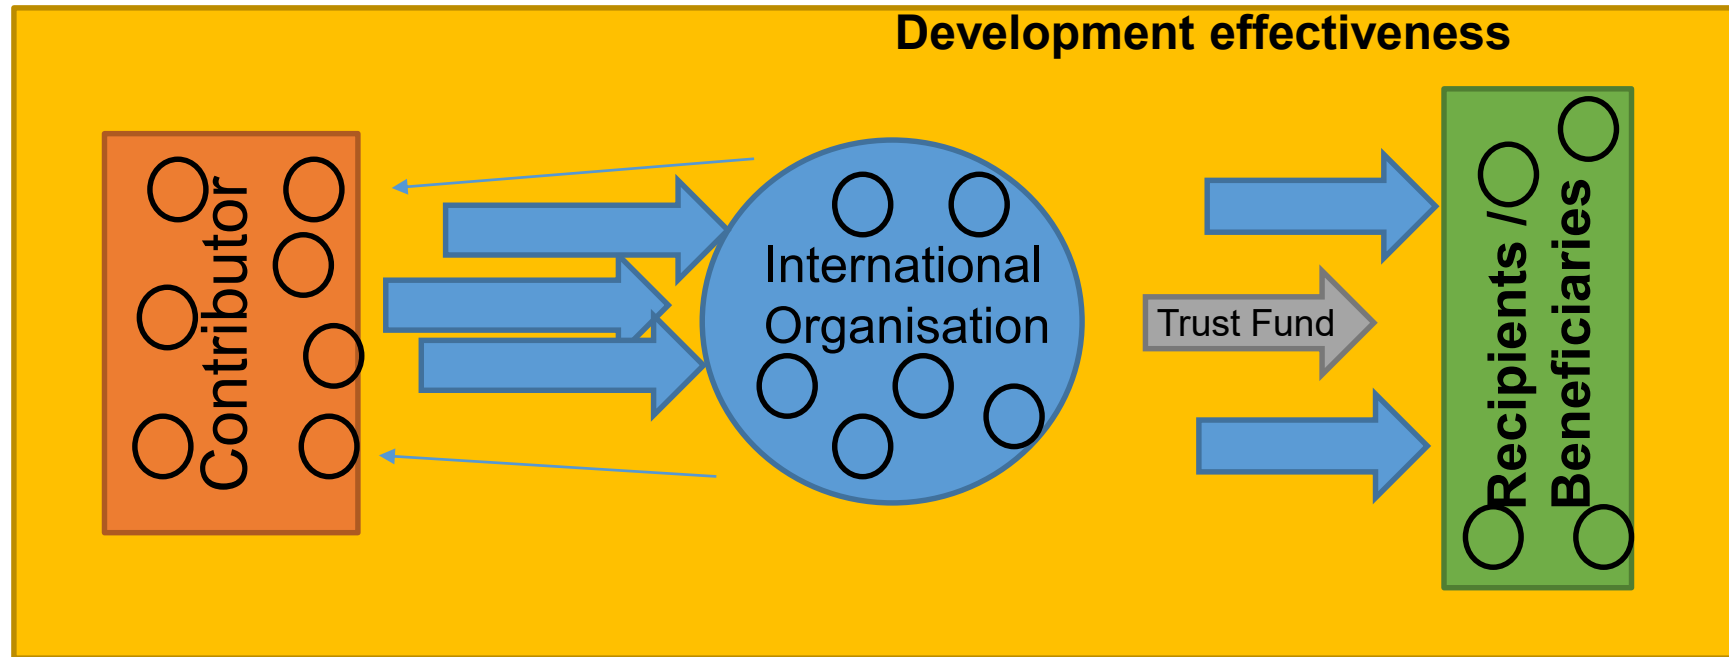 Development effectiveness
Contributor
International
Organisation
Trust Fund
Recipients /
Beneficiaries